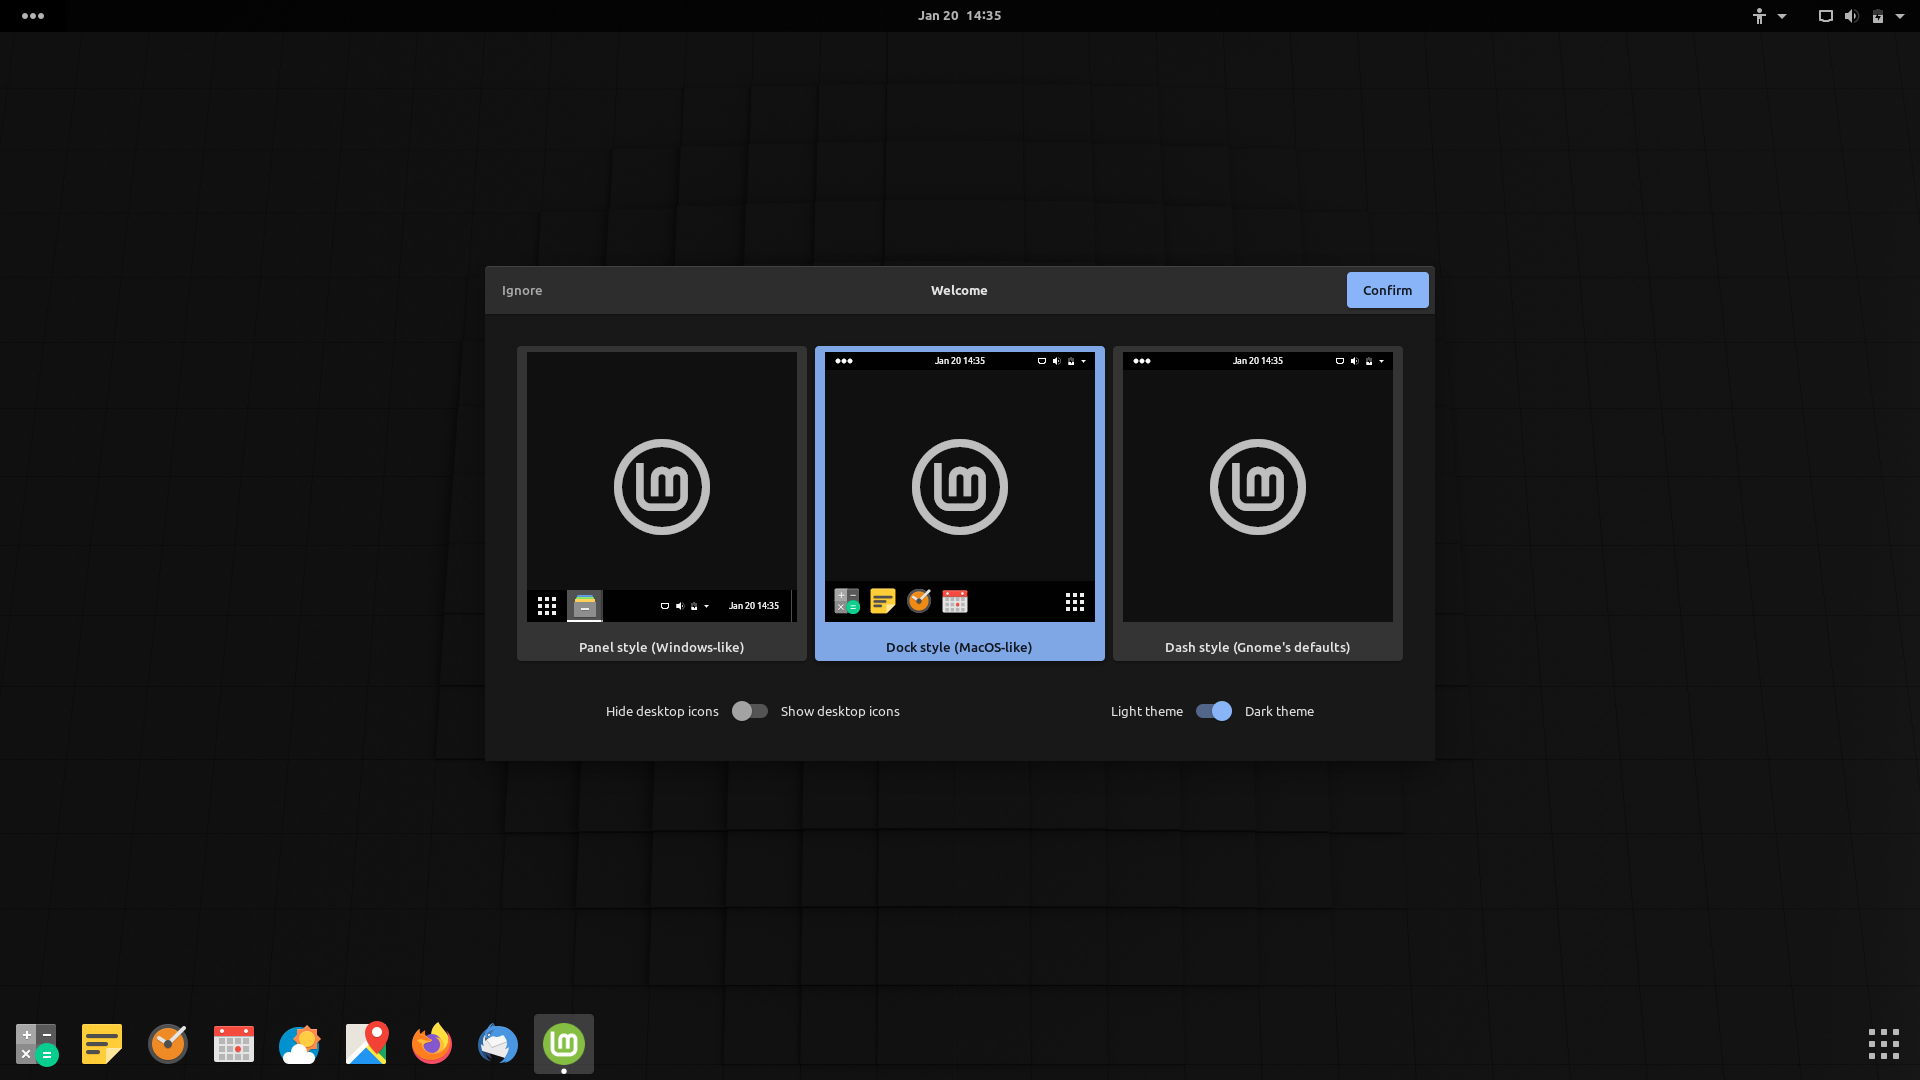 Jan 20 14:35
Ignore
Welcome
Confirm
Jan 20 14:35
Jan 20 14:35
Jan 20 14:35
Panel style (Windows-like)
Dock style (MacOS-like)
Dash style (Gnome's defaults)
Hide desktop icons
Show desktop icons
Light theme
Dark theme